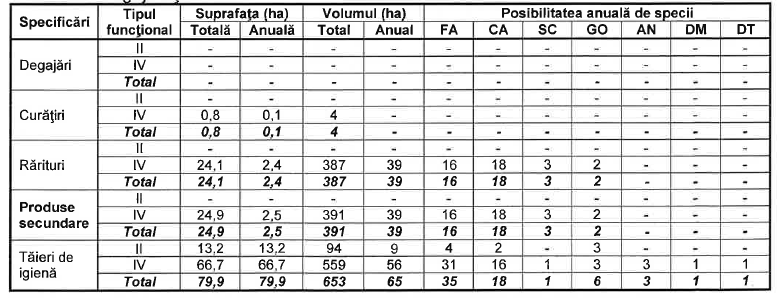 Specificări Tipul funcţional Suprafaţa (ha) Volumul (ha) Posibilitatea anuală de specii
Totală Anuală Total Anual FA CA SC GO AN DM DT
Degajări II - - - - - - - - - - -
IV - - - - - - - - - - -
Total - - - - - - - - - - -
Curăţiri II - - - - - - - - - - -
IV 0,8 0,1 4 - - - - - - - -
Total 0,8 0,1 4 - - - - - - - -
Rărituri II - - - - - - - - - - -
IV 24,1 2,4 387 39 16 18 3 2 - - -
Total 24,1 2,4 387 39 16 18 3 2 - - -
Produse secundare II - - - - - - - - - - -
IV 24,9 2,5 391 39 16 18 3 2 - - -
Total 24,9 2,5 391 39 16 18 3 2 - - -
Tăieri de igienă II 13,2 13,2 94 9 4 2 - 3 - - -
IV 66,7 66,7 559 56 31 16 1 3 3 1 1
Total 79,9 79,9 653 65 35 18 1 6 3 1 1